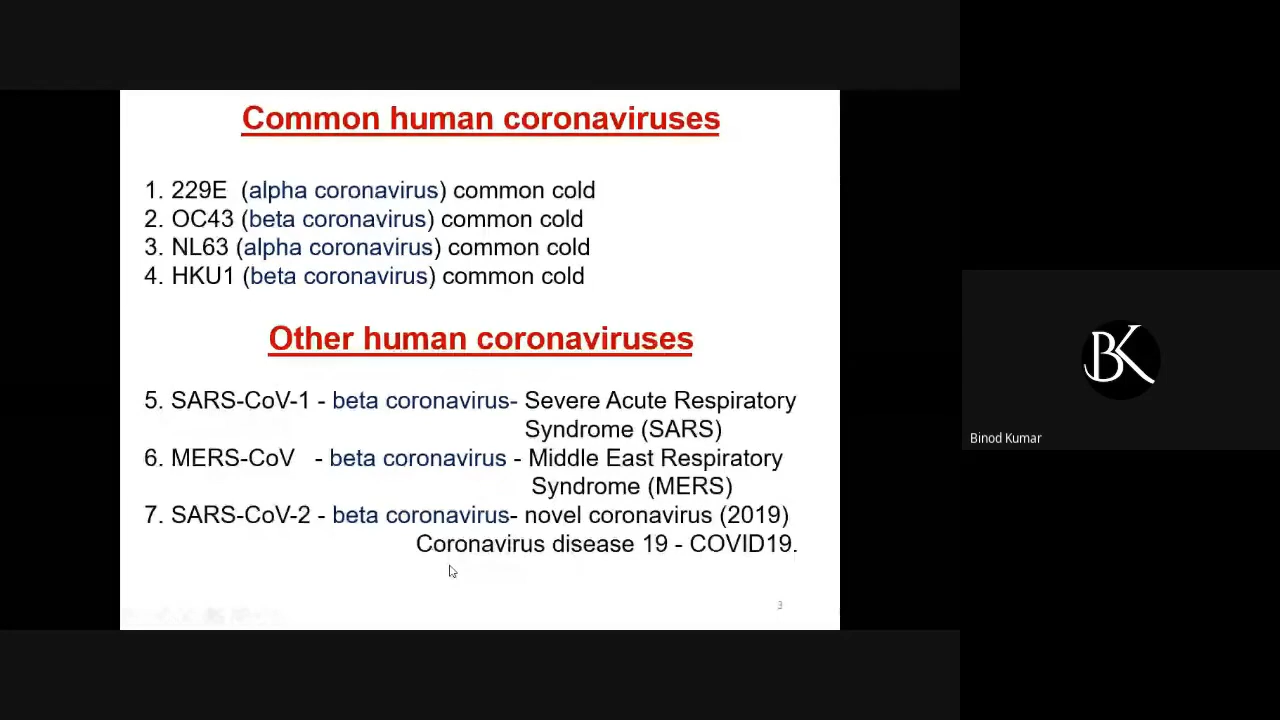 Common human coronaviruses
1. 229E (alpha coronavirus) common cold
2. OC43 (beta coronavirus) common cold
3. NL63 (alpha coronavirus) common cold
4. HKU1 (beta coronavirus) common cold
Other human coronaviruses
5. SARS-CoV-1 - beta coronavirus- Severe Acute Respiratory
Syndrome (SARS)
6. MERS-CoV - beta coronavirus - Middle East Respiratory
Syndrome (MERS)
7. SARS-CoV-2 - beta coronavirus- novel coronavirus (2019)
Coronavirus disease 19 - COVID19.
3
BK
Binod Kumar